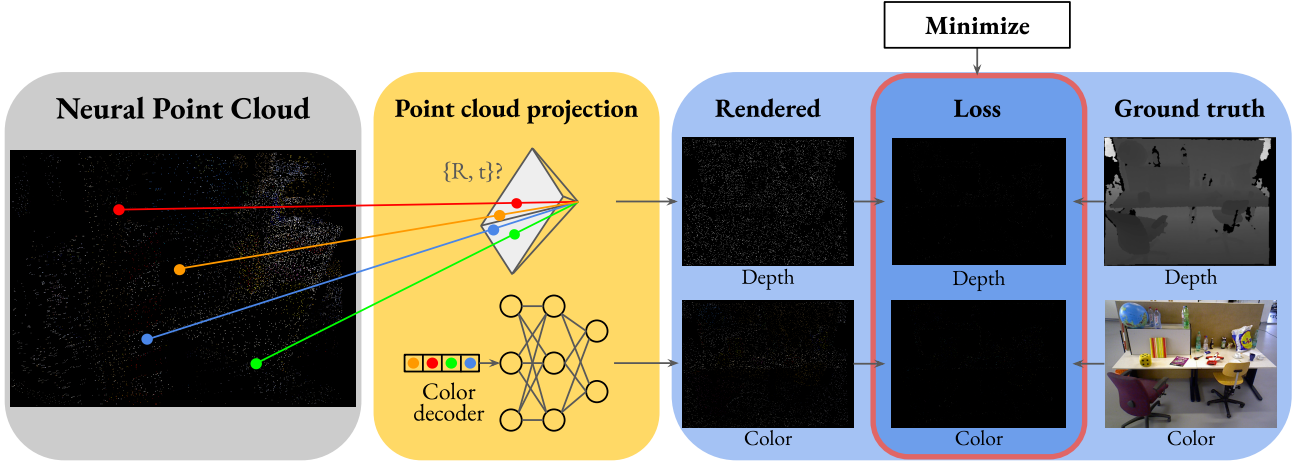 Minimize
Neural Point Cloud
Point cloud projection
{R, t}?
Color
decoder
Rendered
Loss
Ground truth
Depth
Depth
Depth
Color
Color
Color